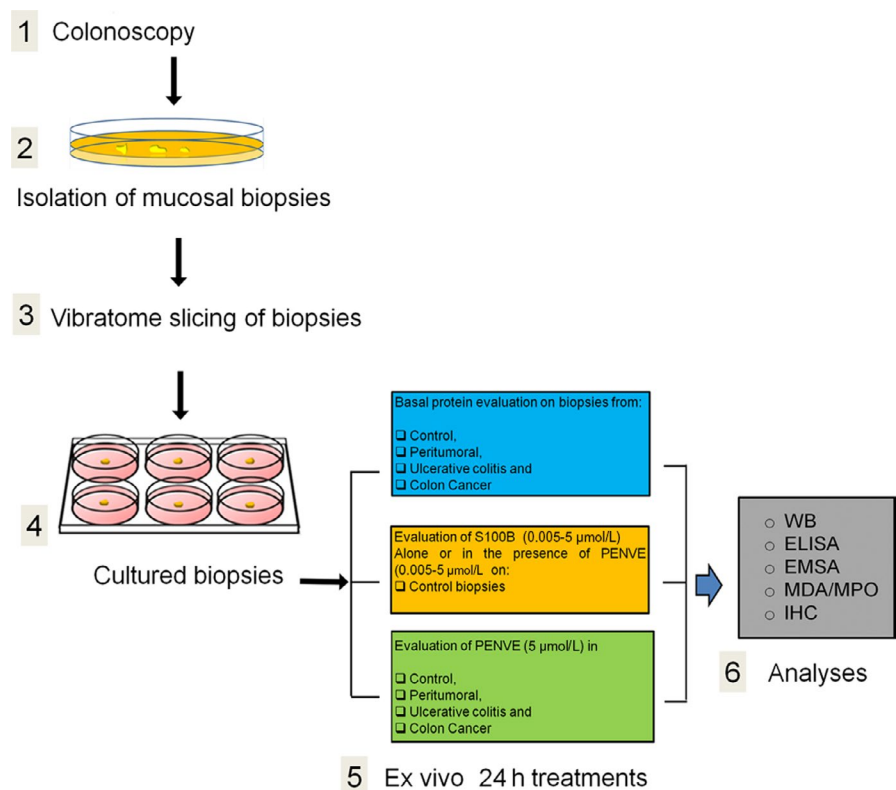 1 Colonoscopy
2
Isolation of mucosal biopsies
3 Vibratome slicing of biopsies
4
Cultured biopsies
Basal protein evaluation on biopsies from:
❑ Control,
❑ Peritumoral,
❑ Ulcerative colitis and
❑ Colon Cancer
Evaluation of S100B (0.005-5 µmol/L)
Alone or in the presence of PENVE
(0.005-5 µmol/L on:
❑ Control biopsies
Evaluation of PENVE (5 µmol/L) in
❑ Control,
❑ Peritumoral,
❑ Ulcerative colitis and
❑ Colon Cancer
5 Ex vivo 24 h treatments
○ WB
○ ELISA
○ EMSA
○ MDA/MPO
○ IHC
6 Analyses